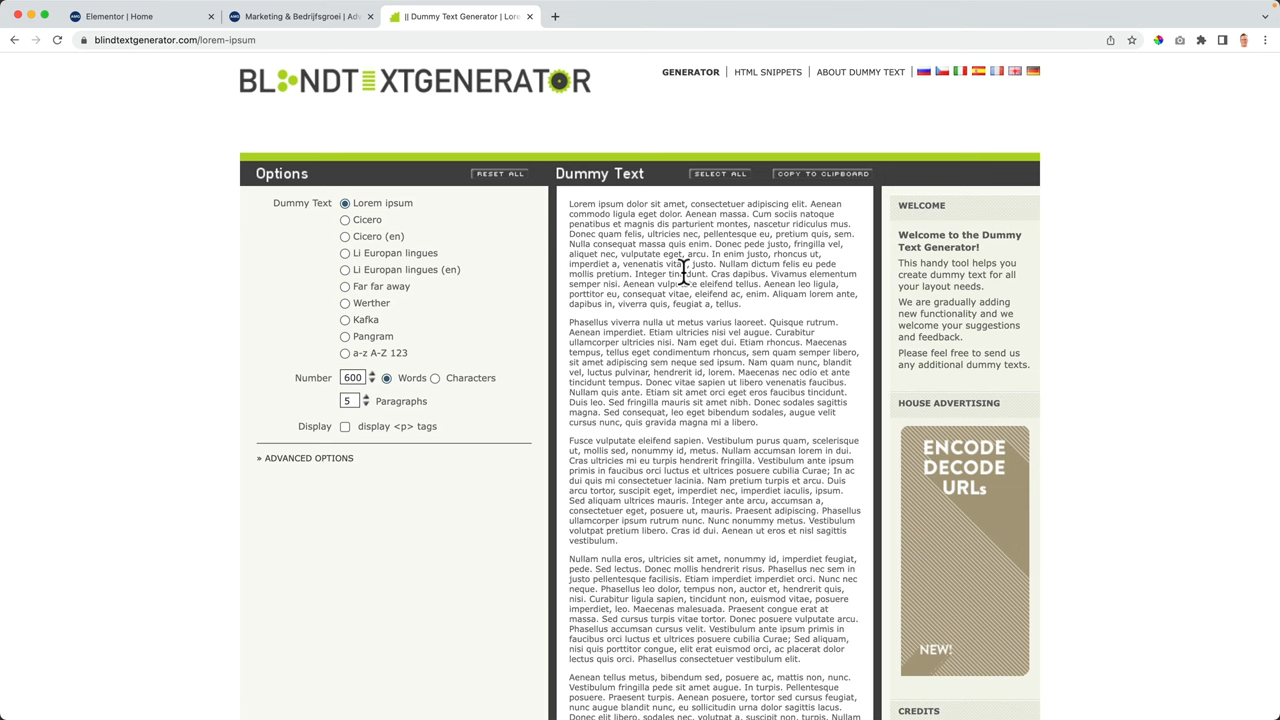 Elementor | Home
Marketing & Bedrijfsgroei | Adv
|| Dummy Text Generator | Lore
blindtextgenerator.com/lorem-ipsum
BLINDTEXTGENERATOR
GENERATOR | HTML SNIPPETS | ABOUT DUMMY TEXT |
Options
RESET ALL
Dummy Text
SELECT ALL
COPY TO CLIPBOARD
Dummy Text
Lorem ipsum
Cicero
Cicero (en)
Li Europan lingues
Li Europan lingues (en)
Far far away
Werther
Kafka
Pangram
a-z A-Z 123
Number 600 Words Characters
5 Paragraphs
Display display <p> tags
» ADVANCED OPTIONS
Lorem ipsum dolor sit amet, consectetuer adipiscing elit. Aenean
commodo ligula eget dolor. Aenean massa. Cum sociis natoque
penatibus et magnis dis parturient montes, nascetur ridiculus mus.
Donec quam felis, ultricies nec, pellentesque eu, pretium quis, sem.
Nulla consequat massa quis enim. Donec pede justo, fringilla vel,
aliquet nec, vulputate eget, arcu. In enim justo, rhoncus ut,
imperdiet a, venenatis vitae, justo. Nullam dictum felis eu pede
mollis pretium. Integer tincidunt. Cras dapibus. Vivamus elementum
semper nisi. Aenean vulputate eleifend tellus. Aenean leo ligula,
porttitor eu, consequat vitae, eleifend ac, enim. Aliquam lorem ante,
dapibus in, viverra quis, feugiat a, tellus.
Phasellus viverra nulla ut metus varius laoreet. Quisque rutrum.
Aenean imperdiet. Etiam ultricies nisi vel augue. Curabitur
ullamcorper ultricies nisi. Nam eget dui. Etiam rhoncus. Maecenas
tempus, tellus eget condimentum rhoncus, sem quam semper libero,
sit amet adipiscing sem neque sed ipsum. Nam quam nunc, blandit
vel, luctus pulvinar, hendrerit id, lorem. Maecenas nec odio et ante
tincidunt tempus. Donec vitae sapien ut libero venenatis faucibus.
Nullam quis ante. Etiam sit amet orci eget eros faucibus tincidunt.
Duis leo. Sed fringilla mauris sit amet nibh. Donec sodales sagittis
magna. Sed consequat, leo eget bibendum sodales, augue velit
cursus nunc, quis gravida magna mi a libero.
Fusce vulputate eleifend sapien. Vestibulum purus quam, scelerisque
ut, mollis sed, nonummy id, metus. Nullam accumsan lorem in dui.
Cras ultricies mi eu turpis hendrerit fringilla. Vestibulum ante ipsum
primis in faucibus orci luctus et ultrices posuere cubilia Curae; In ac
dui quis mi consectetuer lacinia. Nam pretium turpis et arcu. Duis
arcu tortor, suscipit eget, imperdiet nec, imperdiet iaculis, ipsum.
Sed aliquam ultrices mauris. Integer ante arcu, accumsan a,
consectetuer eget, posuere ut, mauris. Praesent adipiscing. Phasellus
ullamcorper ipsum rutrum nunc. Nunc nonummy metus. Vestibulum
volutpat pretium libero. Cras id dui. Aenean ut eros et nisl sagittis
vestibulum.
Nullam nulla eros, ultricies sit amet, nonummy id, imperdiet feugiat,
pede. Sed lectus. Donec mollis hendrerit risus. Phasellus nec sem in
justo pellentesque facilisis. Etiam imperdiet imperdiet orci. Nunc nec
neque. Phasellus leo dolor, tempus non, auctor et, hendrerit quis,
nisi. Curabitur ligula sapien, tincidunt non, euismod vitae, posuere
imperdiet, leo. Maecenas malesuada. Praesent congue erat at
massa. Sed cursus turpis vitae tortor. Donec posuere vulputate arcu.
Phasellus accumsan cursus velit. Vestibulum ante ipsum primis in
faucibus orci luctus et ultrices posuere cubilia Curae; Sed aliquam,
nisi quis porttitor congue, elit erat euismod orci, ac placerat dolor
lectus quis orci. Phasellus consectetuer vestibulum elit.
Aenean tellus metus, bibendum sed, posuere ac, mattis non, nunc.
Vestibulum fringilla pede sit amet augue. In turpis. Pellentesque
posuere. Praesent turpis. Aenean posuere, tortor sed cursus feugiat,
nunc augue blandit nunc, eu sollicitudin urna dolor sagittis lacus.
Donec elit libero, sodales nec, volutpat a, suscipit non, turpis. Nullam
WELCOME
Welcome to the Dummy
Text Generator!
This handy tool helps you
create dummy text for all
your layout needs.
We are gradually adding
new functionality and we
welcome your suggestions
and feedback.
Please feel free to send us
any additional dummy texts.
HOUSE ADVERTISING
ENCODE
DECODE
URLs
NEW!
CREDITS